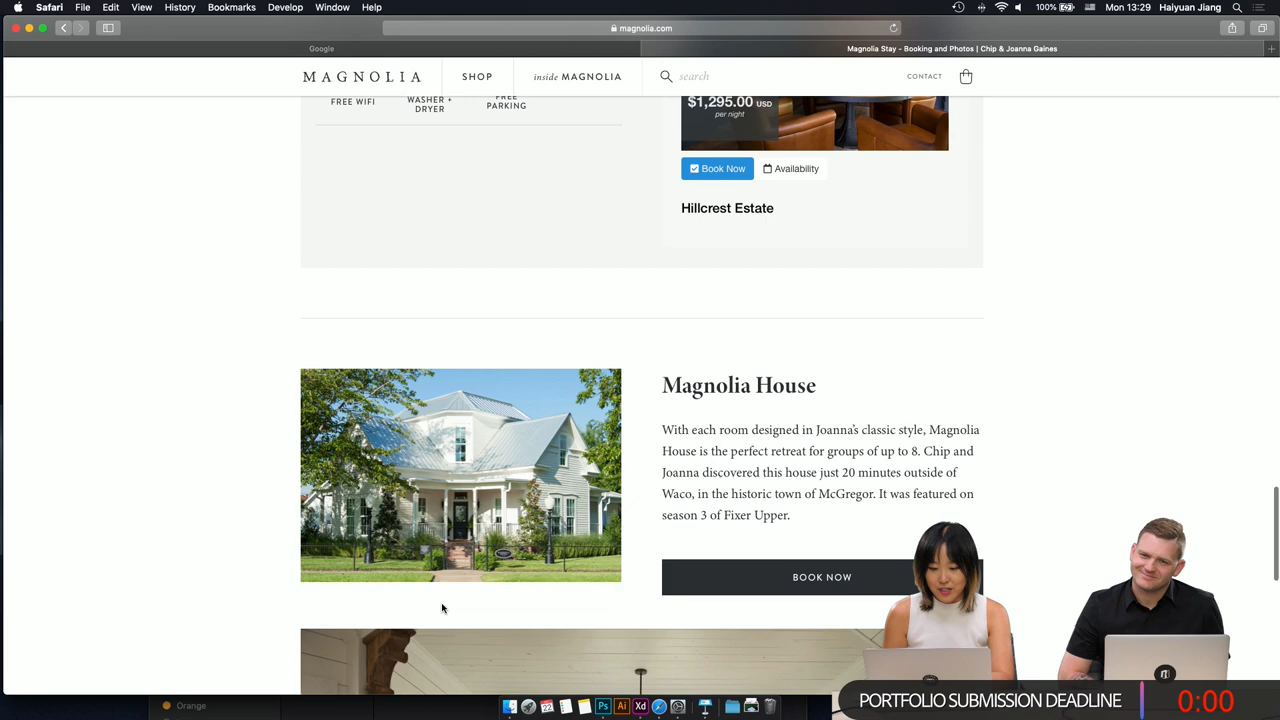 Safari File Edit View History Bookmarks Develop Window Help 100% Mon 13:29 Haiyuan Jiang
magnolia.com
Google Magnolia Stay - Booking and Photos | Chip & Joanna Gaines
MAGNOLIA SHOP inside MAGNOLIA search CONTACT
FREE WIFI
WASHER +
DRYER
FREE
PARKING
$1,295.00 USD
per night
Book Now Availability
Hillcrest Estate
Magnolia House
With each room designed in Joanna's classic style, Magnolia
House is the perfect retreat for groups of up to 8. Chip and
Joanna discovered this house just 20 minutes outside of
Waco, in the historic town of McGregor. It was featured on
season 3 of Fixer Upper.
BOOK NOW
Orange
Ps Ai Xd
PORTFOLIO SUBMISSION DEADLINE 0:00